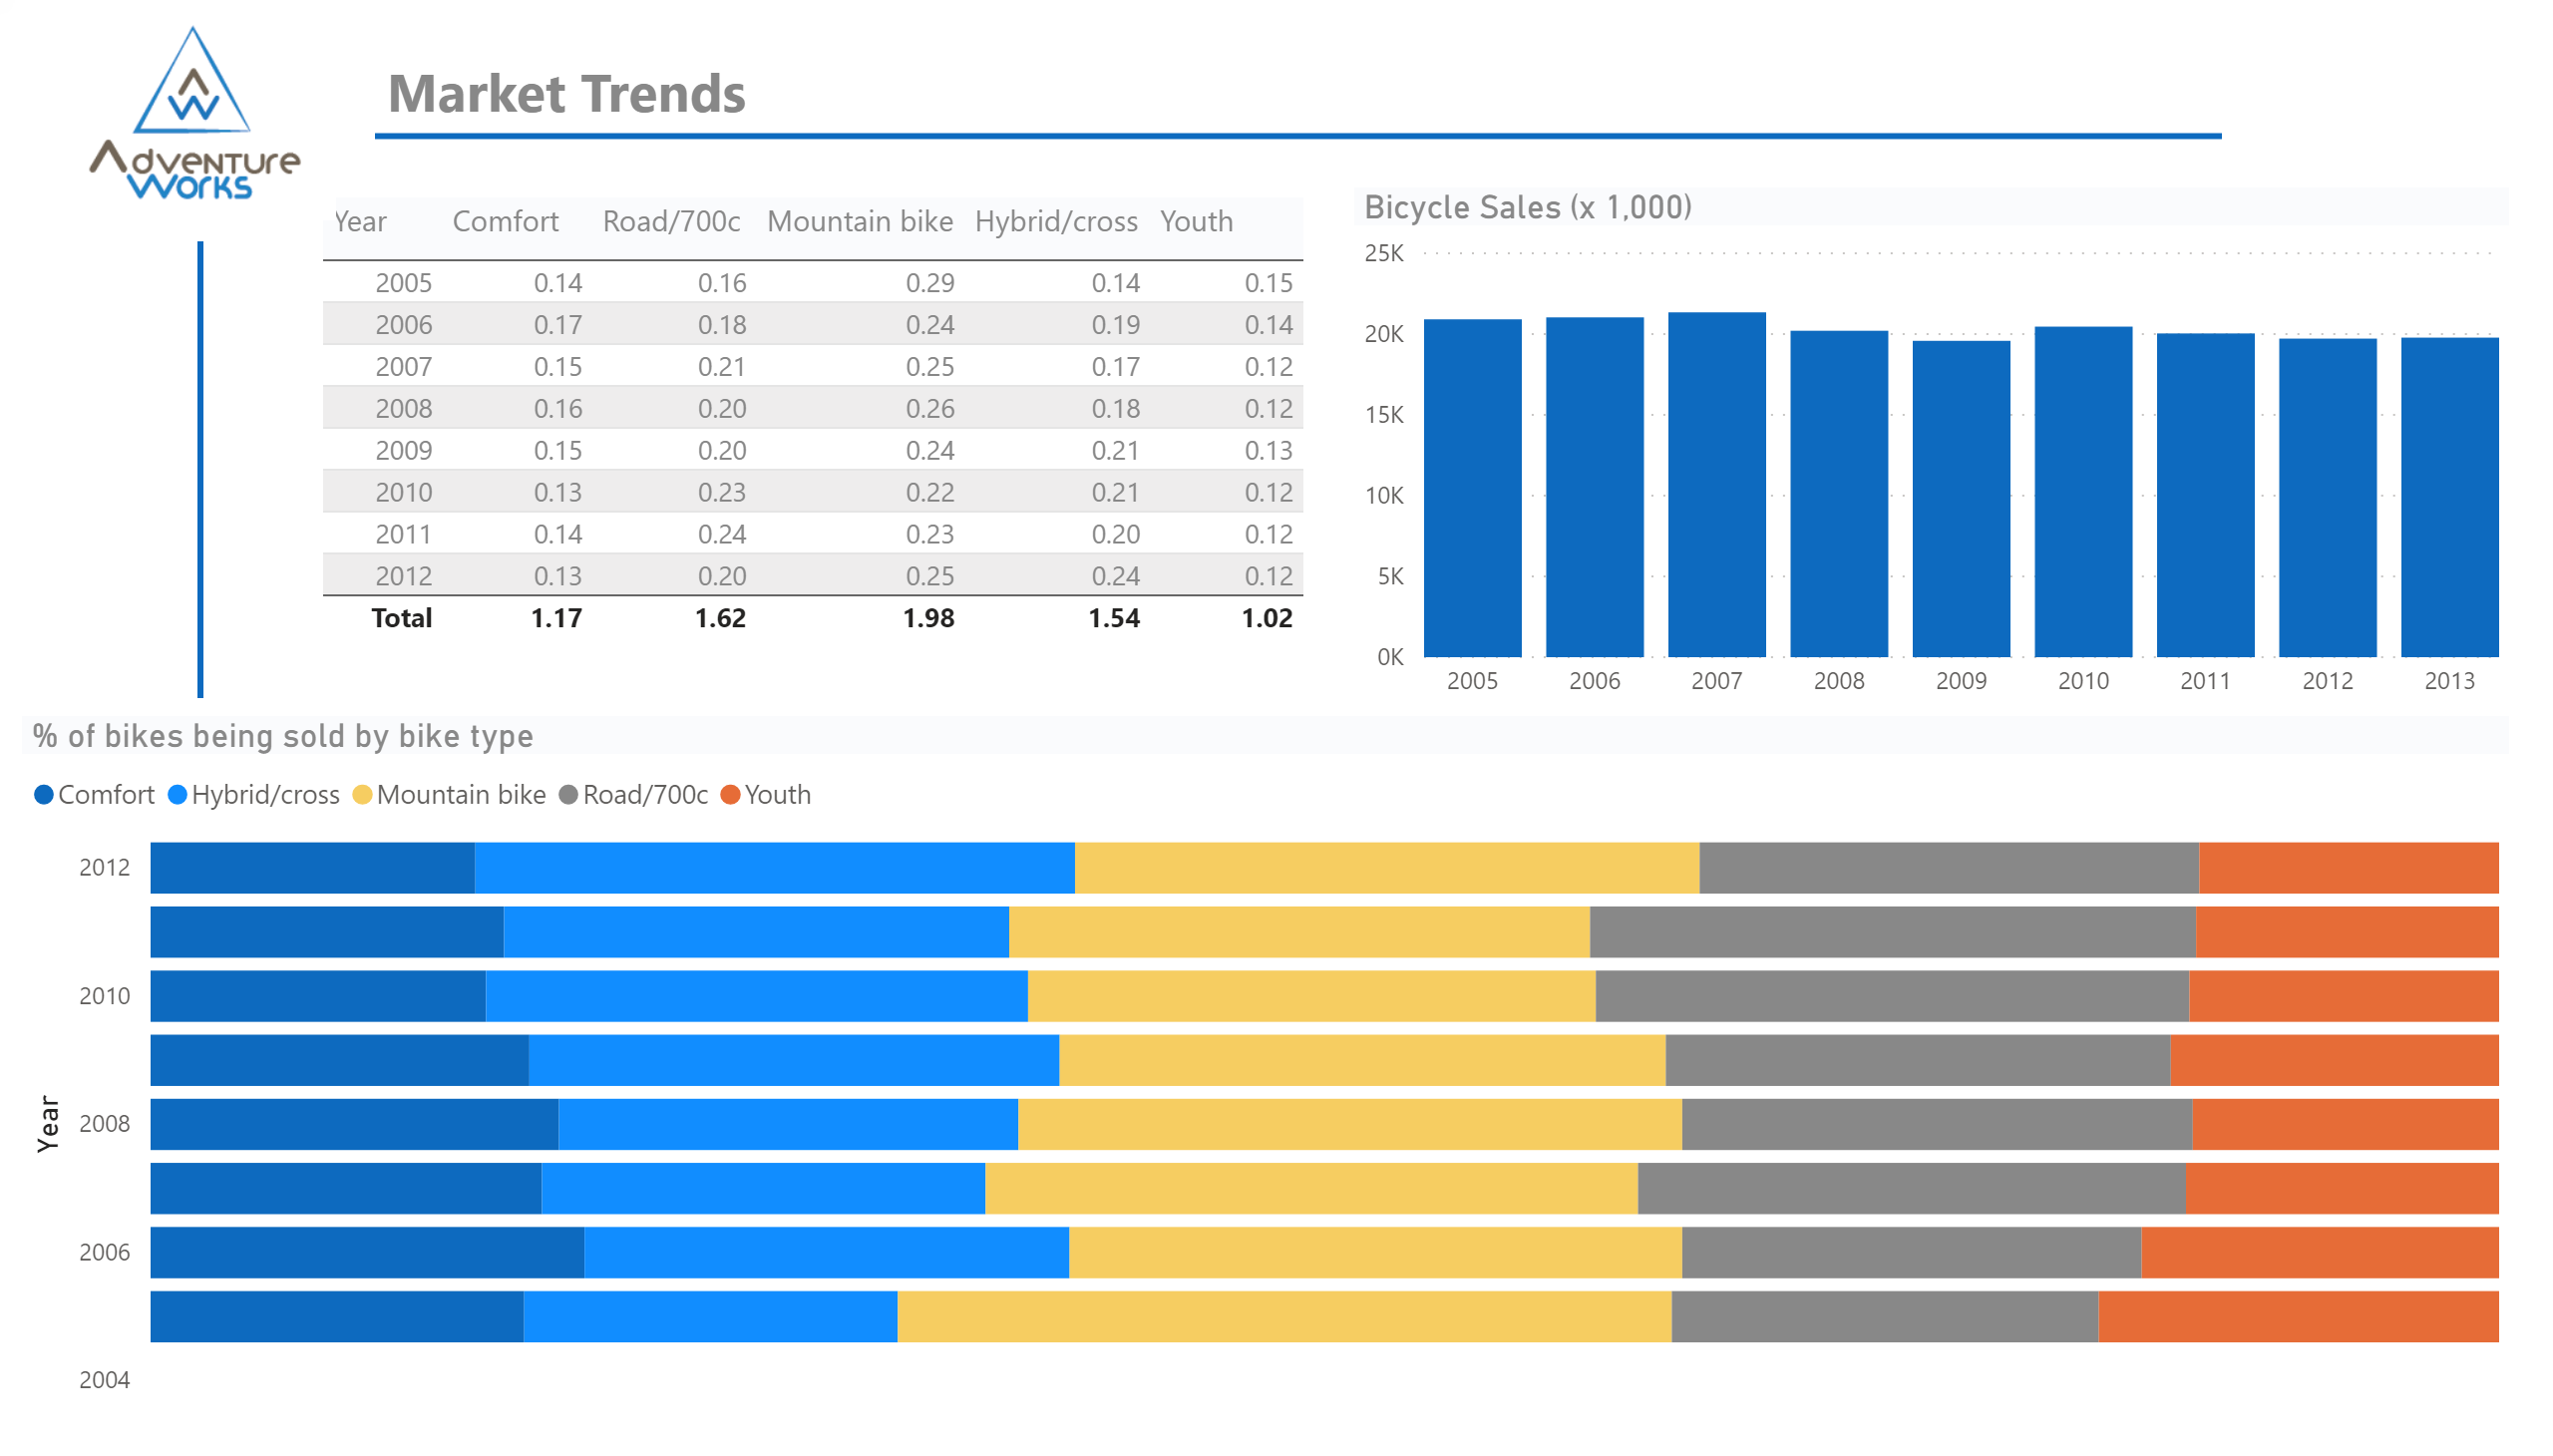 AW
Adventure
Works
Market Trends
Year Comfort Road/700c Mountain bike Hybrid/cross Youth
2005 0.14 0.16 0.29 0.14 0.15
2006 0.17 0.18 0.24 0.19 0.14
2007 0.15 0.21 0.25 0.17 0.12
2008 0.16 0.20 0.26 0.18 0.12
2009 0.15 0.20 0.24 0.21 0.13
2010 0.13 0.23 0.22 0.21 0.12
2011 0.14 0.24 0.23 0.20 0.12
2012 0.13 0.20 0.25 0.24 0.12
Total 1.17 1.62 1.98 1.54 1.02
Bicycle Sales (x 1,000)
25K
20K
15K
10K
5K
0K
2005 2006 2007 2008 2009 2010 2011 2012 2013
% of bikes being sold by bike type
Comfort Hybrid/cross Mountain bike Road/700c Youth
Year
2012
2010
2008
2006
2004